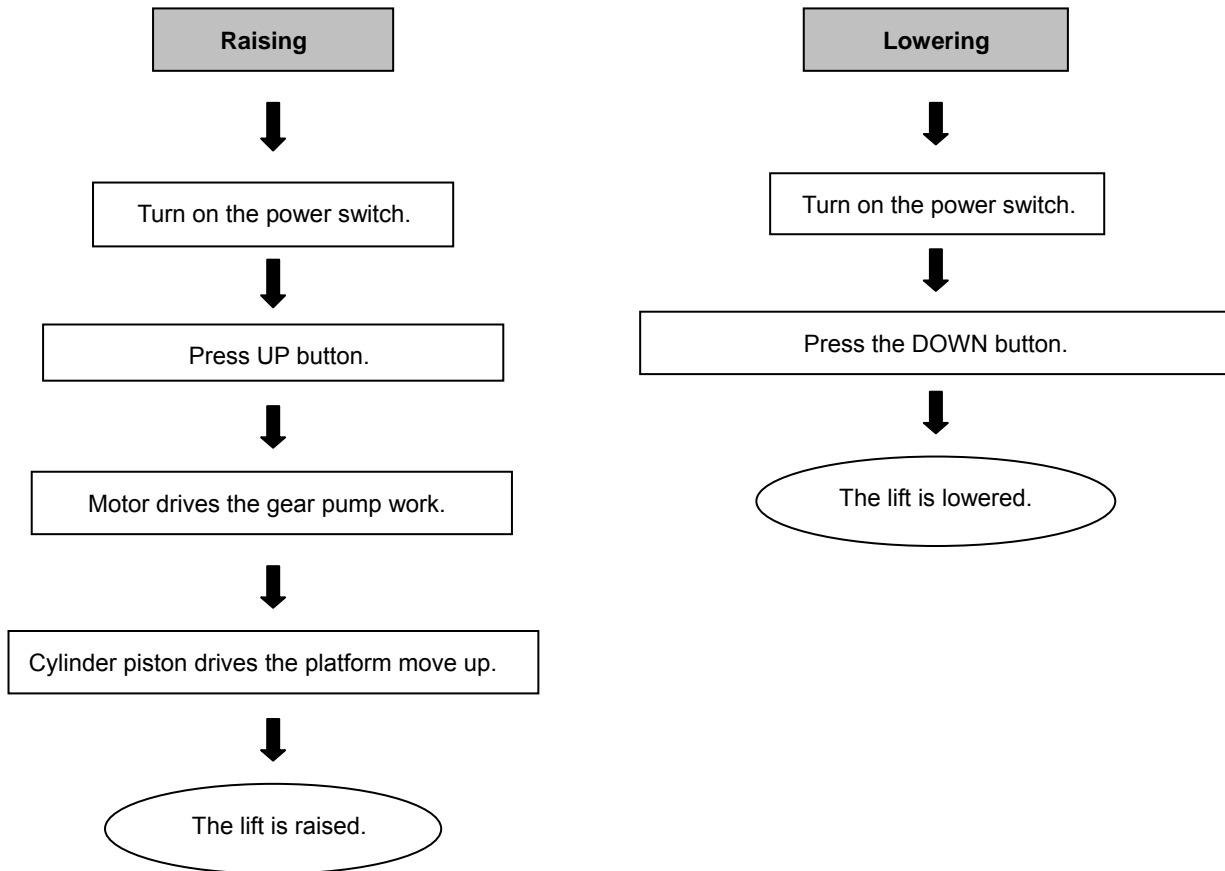 Raising
Turn on the power switch.
Press UP button.
Motor drives the gear pump work.
Cylinder piston drives the platform move up.
The lift is raised.
Lowering
Turn on the power switch.
Press the DOWN button.
The lift is lowered.